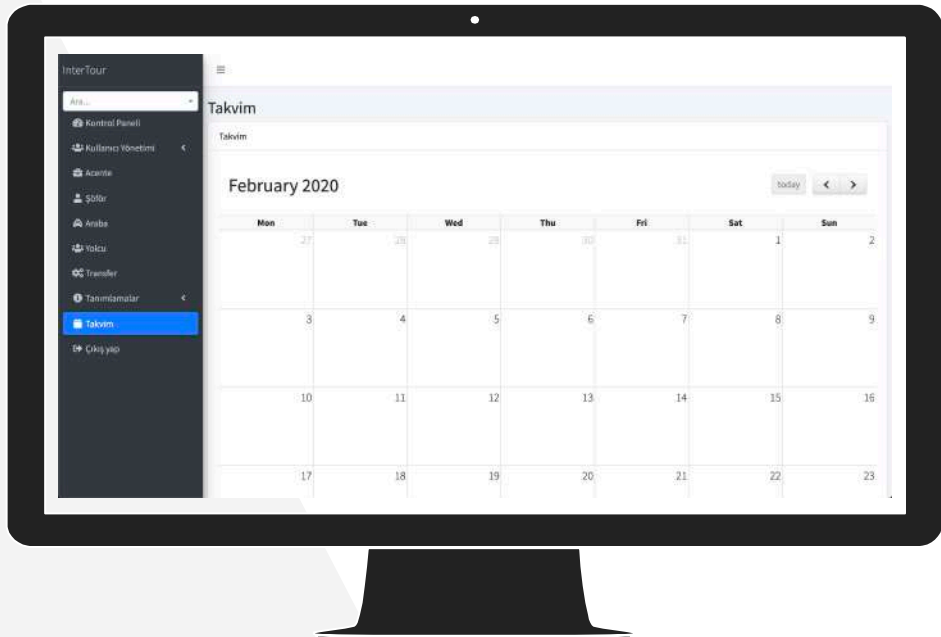 InterTour
Ara...
Kontrol Paneli
Kullanıcı Yönetimi
Acente
Şöför
Araba
Yolcu
Transfer
Tanımlamalar
Takvim
Çıkış yap
Takvim
Takvim
February 2020
today
Mon Tue Wed Thu Fri Sat Sun
27 28 29 30 31 1 2
3 4 5 6 7 8 9
10 11 12 13 14 15 16
17 18 19 20 21 22 23